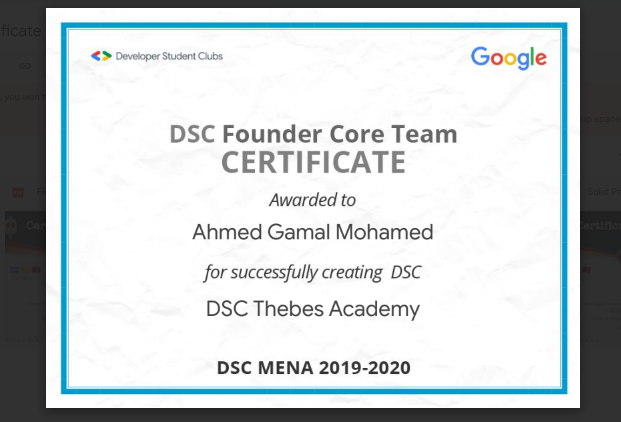 Developer Student Clubs
Google
DSC Founder Core Team
CERTIFICATE
Awarded to
Ahmed Gamal Mohamed
for successfully creating DSC
DSC Thebes Academy
DSC MENA 2019-2020